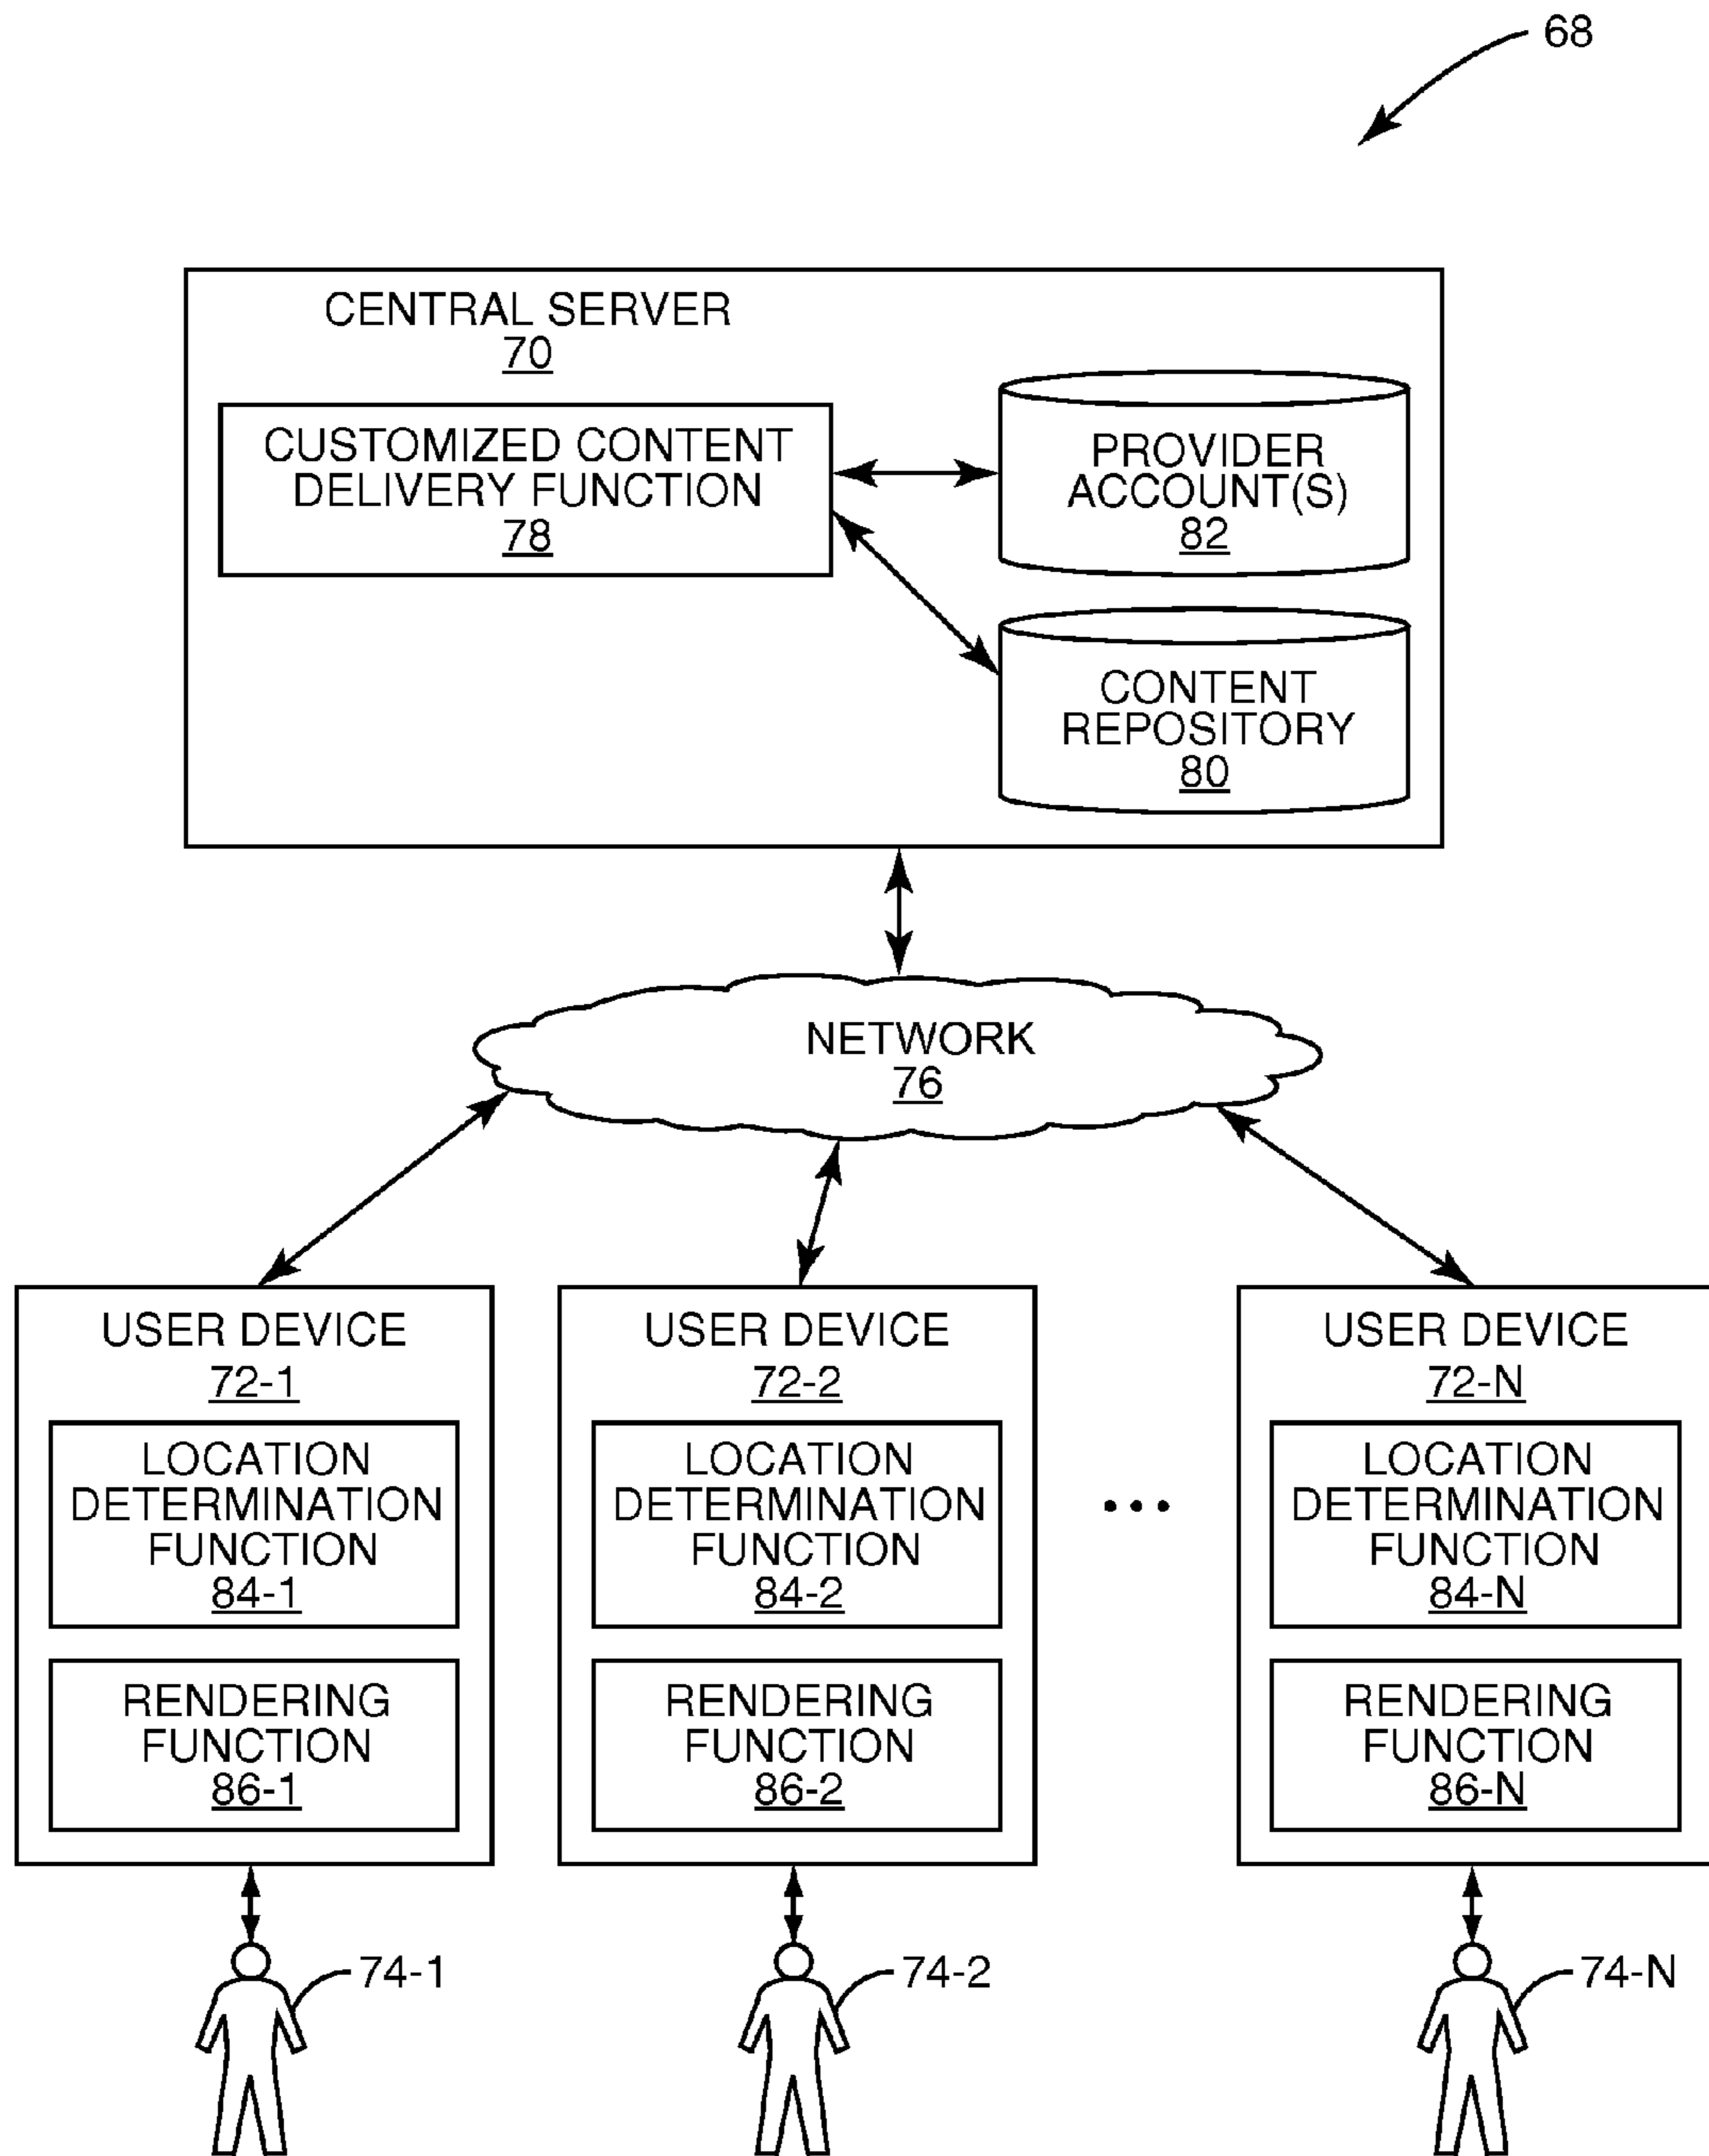 68
CENTRAL SERVER
70
CUSTOMIZED CONTENT
DELIVERY FUNCTION
78
PROVIDER
ACCOUNT(S)
82
CONTENT
REPOSITORY
80
NETWORK
76
USER DEVICE
72-1
LOCATION
DETERMINATION
FUNCTION
84-1
RENDERING
FUNCTION
86-1
74-1
USER DEVICE
72-2
LOCATION
DETERMINATION
FUNCTION
84-2
RENDERING
FUNCTION
86-2
74-2
•••
USER DEVICE
72-N
LOCATION
DETERMINATION
FUNCTION
84-N
RENDERING
FUNCTION
86-N
74-N